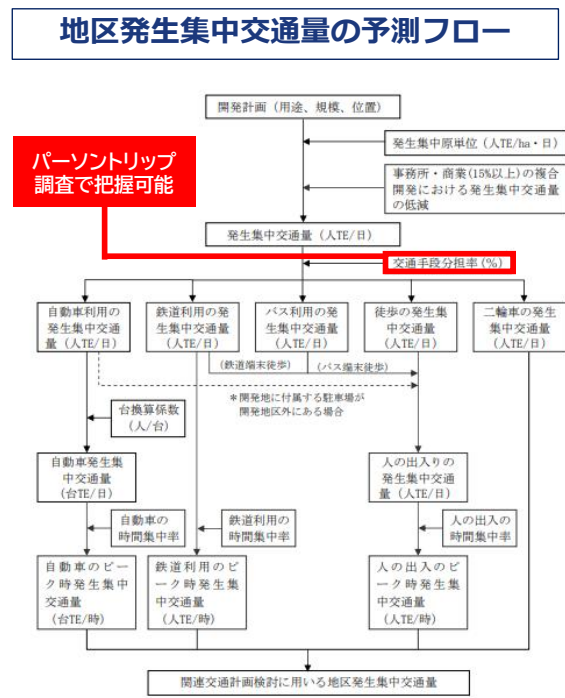 地区発生集中交通量の予測フロー
開発計画（用途、規模、位置）
発生集中原単位（人TE/ha・日）
パーソントリップ
調査で把握可能
事務所・商業(15%以上)の複合
開発における発生集中交通量
の低減
発生集中交通量（人TE/日）
交通手段分担率(%)
自動車利用の
発生集中交通
量（人TE/日）
鉄道利用の発
生集中交通量
（人TE/日）
バス利用の発
生集中交通量
（人TE/日）
徒歩の発生集
中交通量
（人TE/日）
二輪車の発生
集中交通量
（人TE/日）
（鉄道端末徒歩）
（バス端末徒歩）
＊開発地に付属する駐車場が
開発地区外にある場合
台換算係数
（人/台）
自動車発生集
中交通量
（台TE/日）
人の出入りの
発生集中交通
量（人TE/日）
自動車の
時間集中率
鉄道利用の
時間集中率
人の出入の
時間集中率
自動車のピー
ク時発生集中
交通量
（台TE/時）
鉄道利用のピ
ーク時発生集
中交通量
（人TE/時）
人の出入のピ
ーク時発生集
中交通量
（人TE/時）
関連交通計画検討に用いる地区発生集中交通量